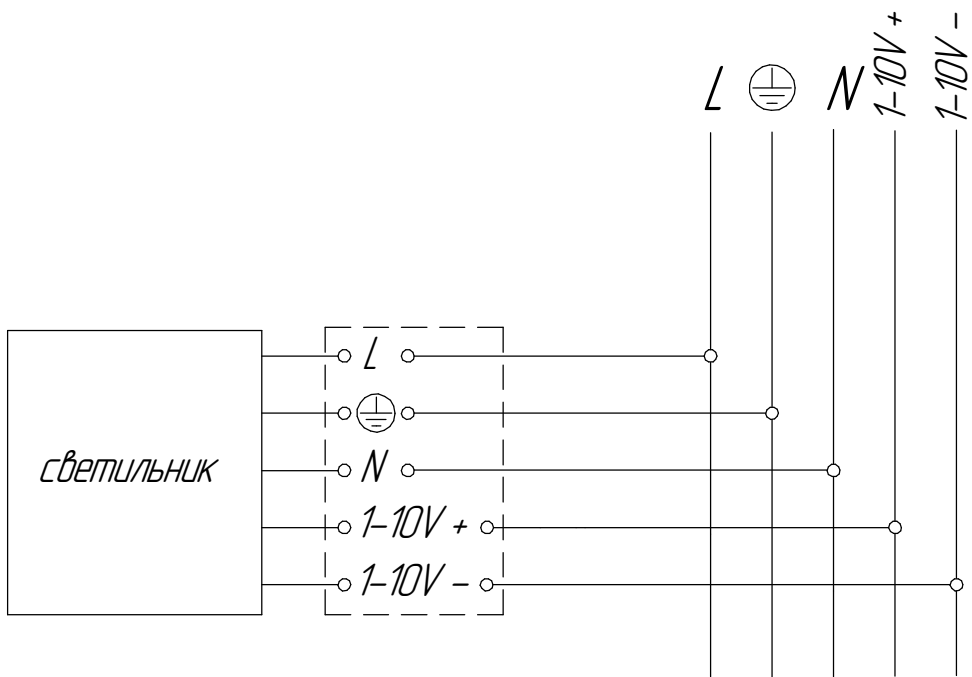 L N 1-10V + 1-10V -
L
N
светильник
1-10V +
1-10V -